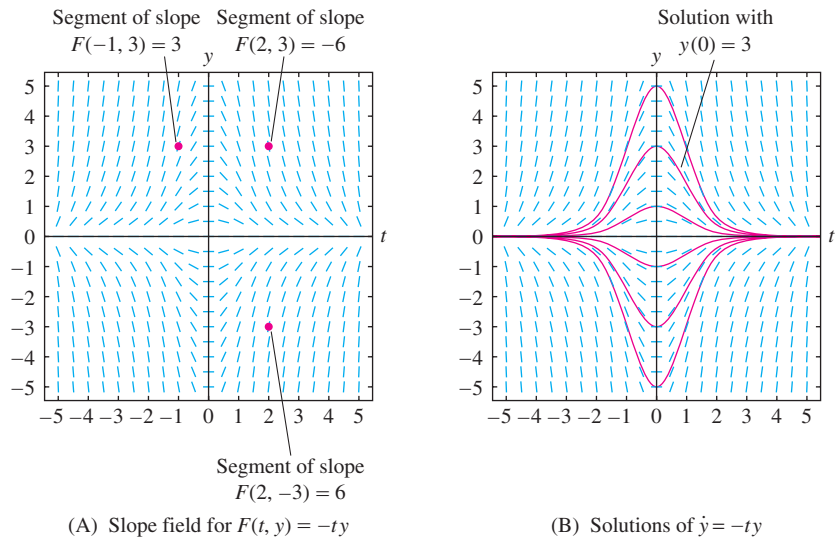 Segment of slope
F(−1, 3) = 3
Segment of slope
F(2, 3) = −6
y
5
4
3
2
1
0
−1
−2
−3
−4
−5
t
−5 −4 −3 −2 −1 0 1 2 3 4 5
Segment of slope
F(2, −3) = 6
(A) Slope field for F(t, y) = −ty
Solution with
y(0) = 3
y
5
4
3
2
1
0
−1
−2
−3
−4
−5
t
−5 −4 −3 −2 −1 0 1 2 3 4 5
(B) Solutions of ẏ = −ty